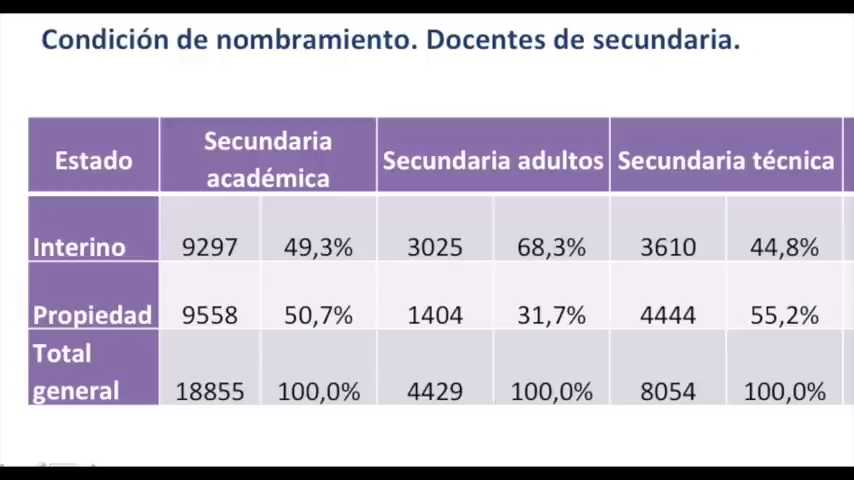 Condición de nombramiento. Docentes de secundaria.
Estado Secundaria académica Secundaria adultos Secundaria técnica
Interino 9297 49,3% 3025 68,3% 3610 44,8%
Propiedad 9558 50,7% 1404 31,7% 4444 55,2%
Total general 18855 100,0% 4429 100,0% 8054 100,0%